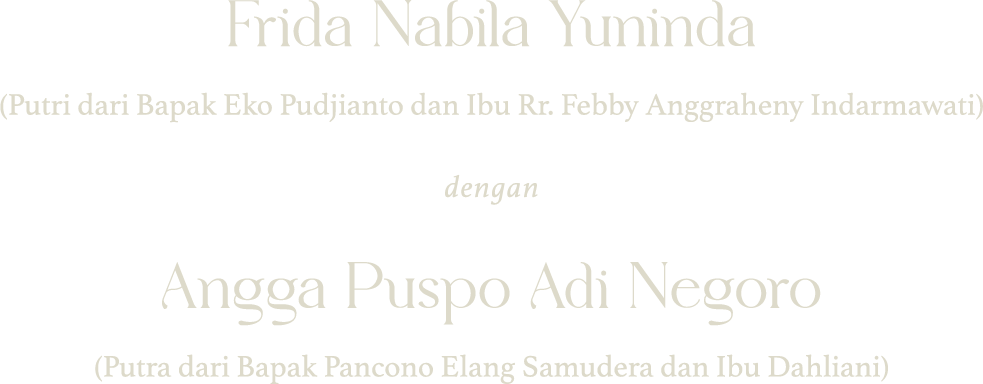 Frida Nabila Yuninda
(Putri dari Bapak Eko Pudjianto dan Ibu Rr. Febby Anggraheny Indarmawati)
dengan
Angga Puspo Adi Negoro
(Putra dari Bapak Pancono Elang Samudera dan Ibu Dahliani)